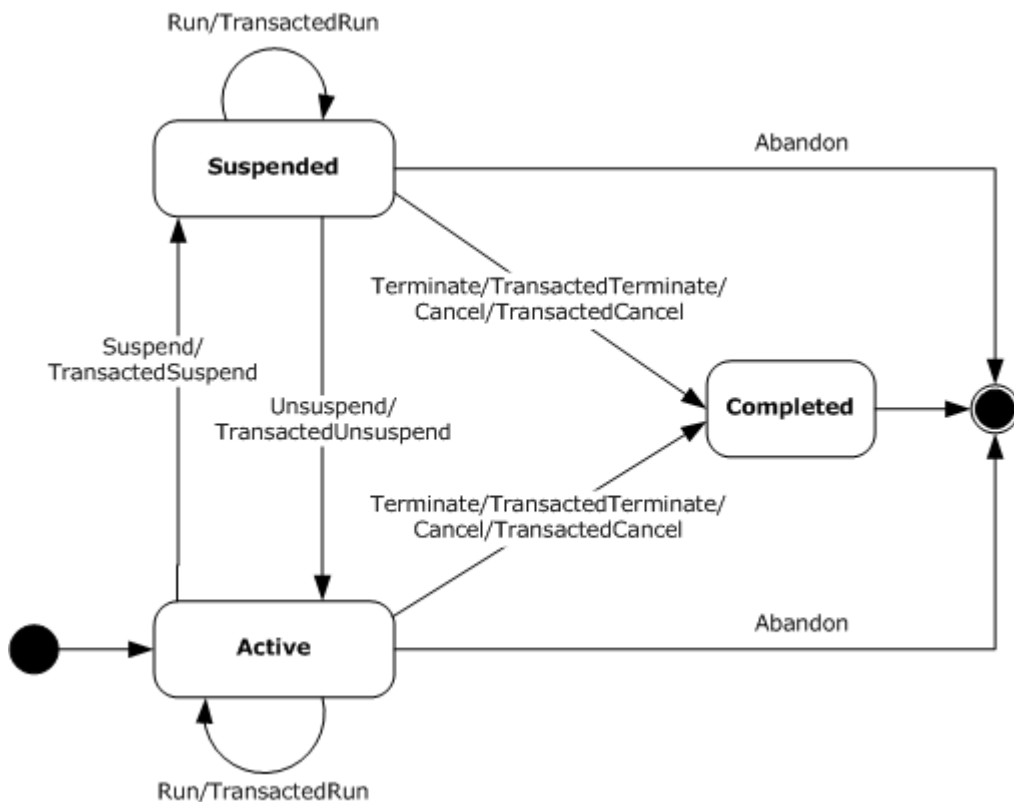 Run/TransactedRun
Suspended
Abandon
Terminate/TransactedTerminate/
Cancel/TransactedCancel
Suspend/
TransactedSuspend
Unsuspend/
TransactedUnsuspend
Completed
Terminate/TransactedTerminate/
Cancel/TransactedCancel
Active
Abandon
Run/TransactedRun